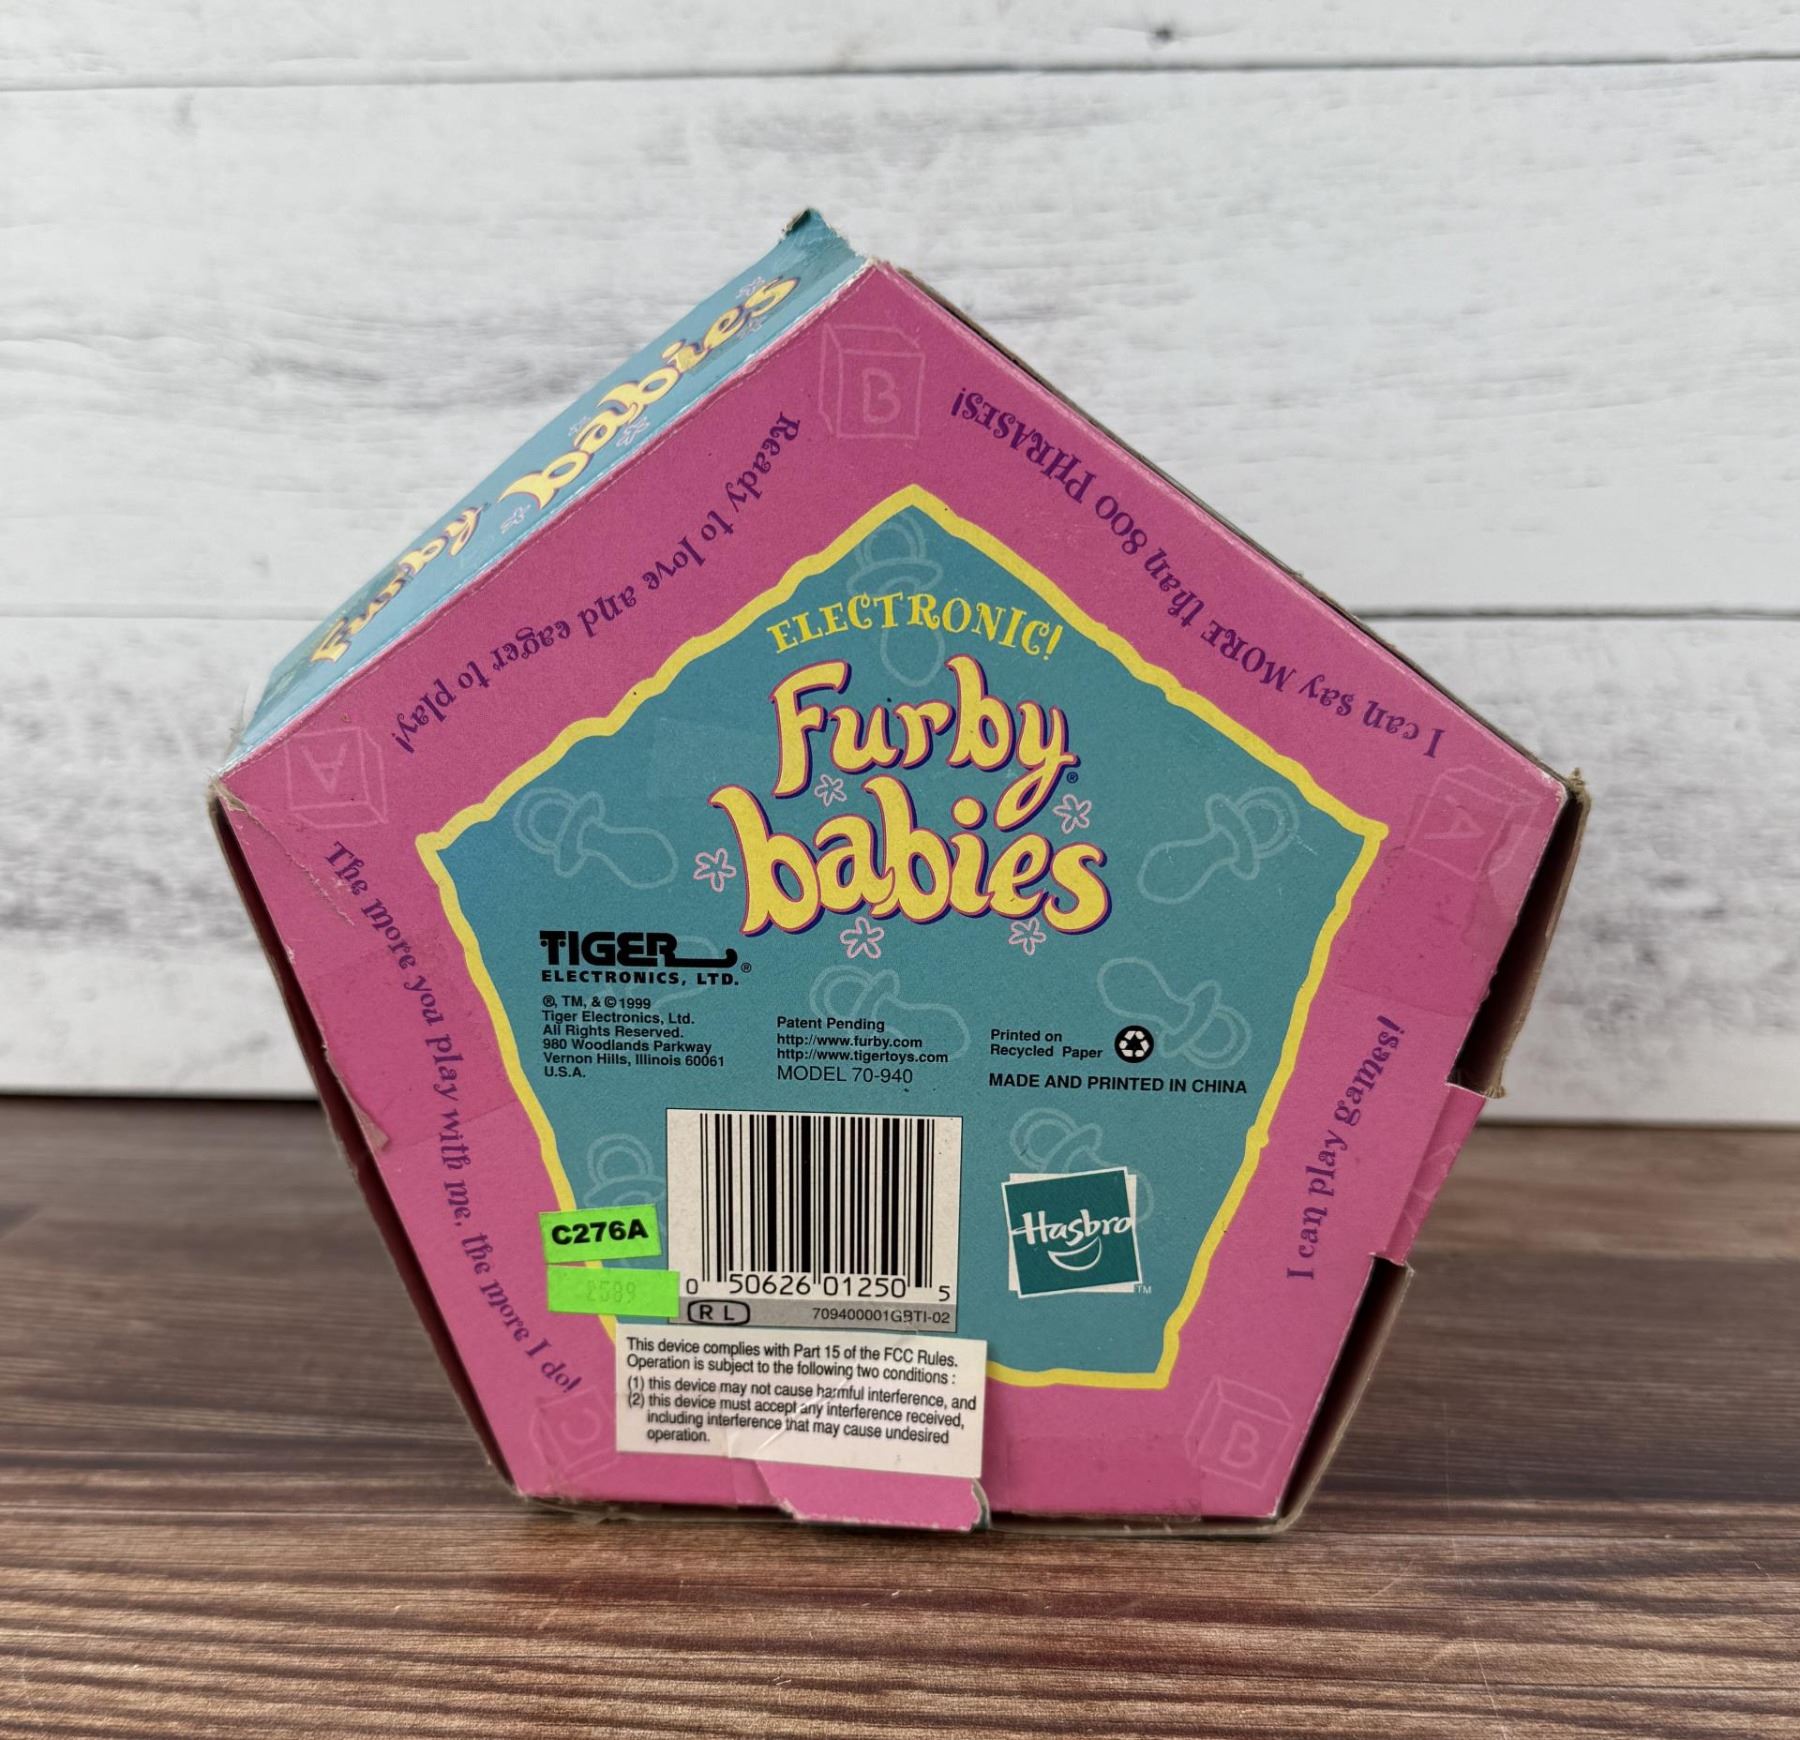 Furby babies
B
Ready to love and eager to play!
I can say MORE than 800 PHRASES!
A
A
ELECTRONIC!
Furby®
babies
The more you play with me, the more I do!
I can play games!
TIGER
ELECTRONICS, LTD.®
®, TM, & © 1999
Tiger Electronics, Ltd.
All Rights Reserved.
980 Woodlands Parkway
Vernon Hills, Illinois 60061
U.S.A.
Patent Pending
http://www.furby.com
http://www.tigertoys.com
MODEL 70-940
Printed on
Recycled Paper
MADE AND PRINTED IN CHINA
C276A
2589
0 50626 01250 5
RL 709400001GBTI-02
Hasbro
TM
This device complies with Part 15 of the FCC Rules.
Operation is subject to the following two conditions :
(1) this device may not cause harmful interference, and
(2) this device must accept any interference received,
including interference that may cause undesired
operation.
C
B